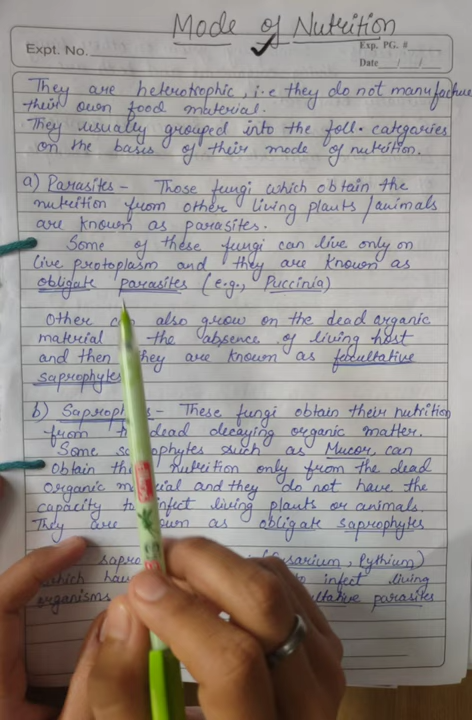 Mode of Nutrition
Expt. No.
Exp. PG. #
Date / /
They are heterotrophic, i.e they do not manufacture
their own food material.
They usually grouped into the foll. categories
on the basis of their mode of nutrition.
a) Parasites - Those fungi which obtain the
nutrition from other living plants/animals
are known as parasites.
Some of these fungi can live only on
live protoplasm and they are known as
obligate parasites (e.g., Puccinia)
Other also grow on the dead organic
material the absence of living host
and then they are known as facultative
saprophytes
b) Saprophytes - These fungi obtain their nutrition
from dead decaying organic matter.
Some saprophytes such as Mucor, can
obtain nutrition only from the dead
organic material and they do not have the
capacity to infect living plants or animals.
They are known as obligate saprophytes
(Fusarium, Pythium)
which infect living
organisms parasites